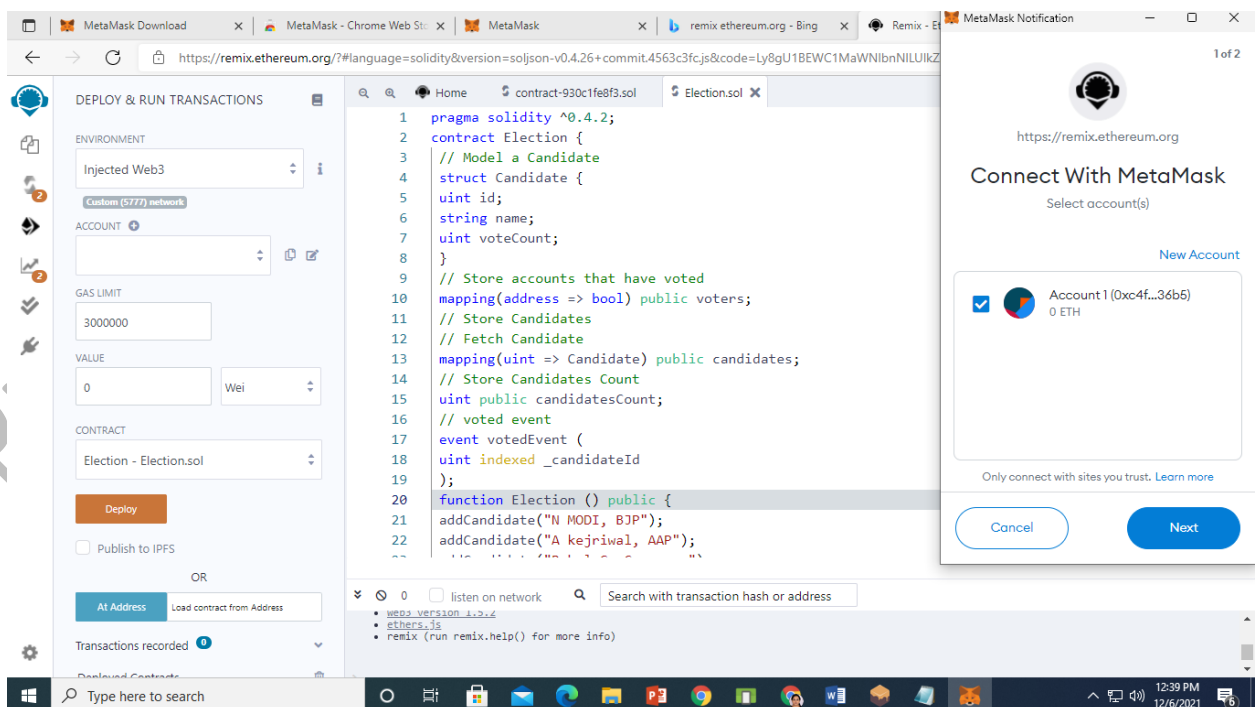 MetaMask Download
MetaMask - Chrome Web Sto
MetaMask
remix ethereum.org - Bing
Remix - Et
MetaMask Notification
https://remix.ethereum.org/?#language=solidity&version=soljson-v0.4.26+commit.4563c3fc.js&code=Ly8gU1BEWC1MaWNlbnNlLUlkZ
DEPLOY & RUN TRANSACTIONS
ENVIRONMENT
Injected Web3
i
Custom (5777) network
2
ACCOUNT
2
GAS LIMIT
3000000
VALUE
0
Wei
CONTRACT
Election - Election.sol
Deploy
Publish to IPFS
OR
At Address
Load contract from Address
Transactions recorded 0
Deployed Contracts
Home
contract-930c1fe8f3.sol
Election.sol
1 pragma solidity ^0.4.2;
2 contract Election {
3 // Model a Candidate
4 struct Candidate {
5 uint id;
6 string name;
7 uint voteCount;
8 }
9 // Store accounts that have voted
10 mapping(address => bool) public voters;
11 // Store Candidates
12 // Fetch Candidate
13 mapping(uint => Candidate) public candidates;
14 // Store Candidates Count
15 uint public candidatesCount;
16 // voted event
17 event votedEvent (
18 uint indexed _candidateId
19 );
20 function Election () public {
21 addCandidate("N MODI, BJP");
22 addCandidate("A kejriwal, AAP");
0
listen on network
Search with transaction hash or address
web3 version 1.5.2
ethers.js
remix (run remix.help() for more info)
1 of 2
https://remix.ethereum.org
Connect With MetaMask
Select account(s)
New Account
Account 1 (0xc4f...36b5)
0 ETH
Only connect with sites you trust. Learn more
Cancel
Next
Type here to search
12:39 PM
12/6/2021
6